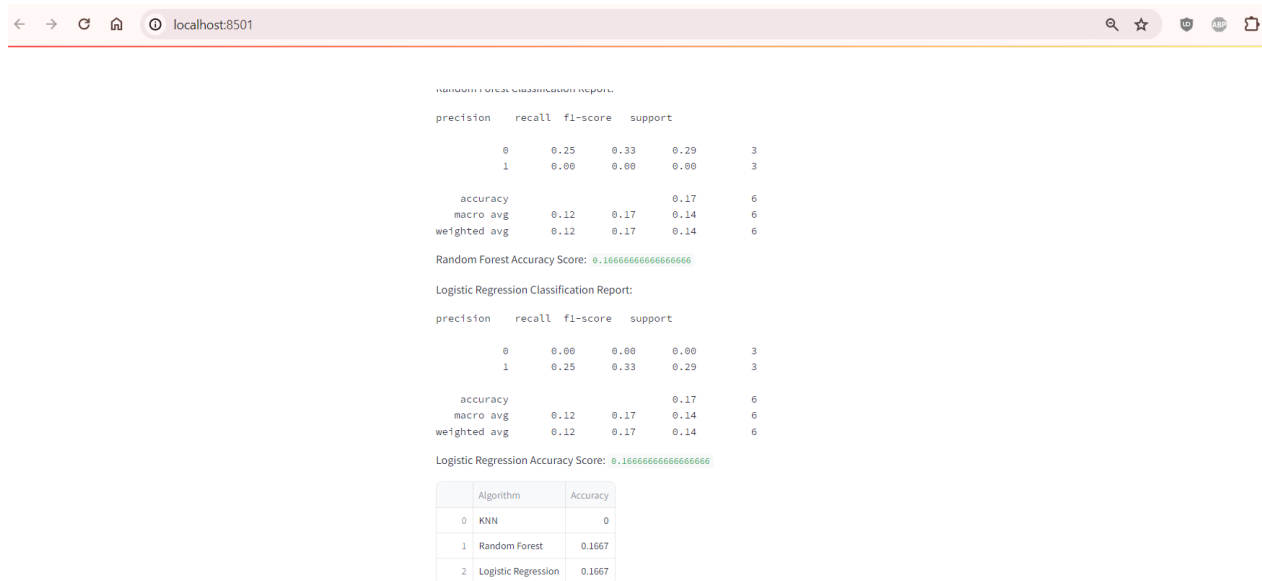 localhost:8501
Random Forest Classification Report:
precision recall f1-score support
0 0.25 0.33 0.29 3
1 0.00 0.00 0.00 3
accuracy 0.17 6
macro avg 0.12 0.17 0.14 6
weighted avg 0.12 0.17 0.14 6
Random Forest Accuracy Score: 0.16666666666666666
Logistic Regression Classification Report:
precision recall f1-score support
0 0.00 0.00 0.00 3
1 0.25 0.33 0.29 3
accuracy 0.17 6
macro avg 0.12 0.17 0.14 6
weighted avg 0.12 0.17 0.14 6
Logistic Regression Accuracy Score: 0.16666666666666666
Algorithm Accuracy
0 KNN 0
1 Random Forest 0.1667
2 Logistic Regression 0.1667